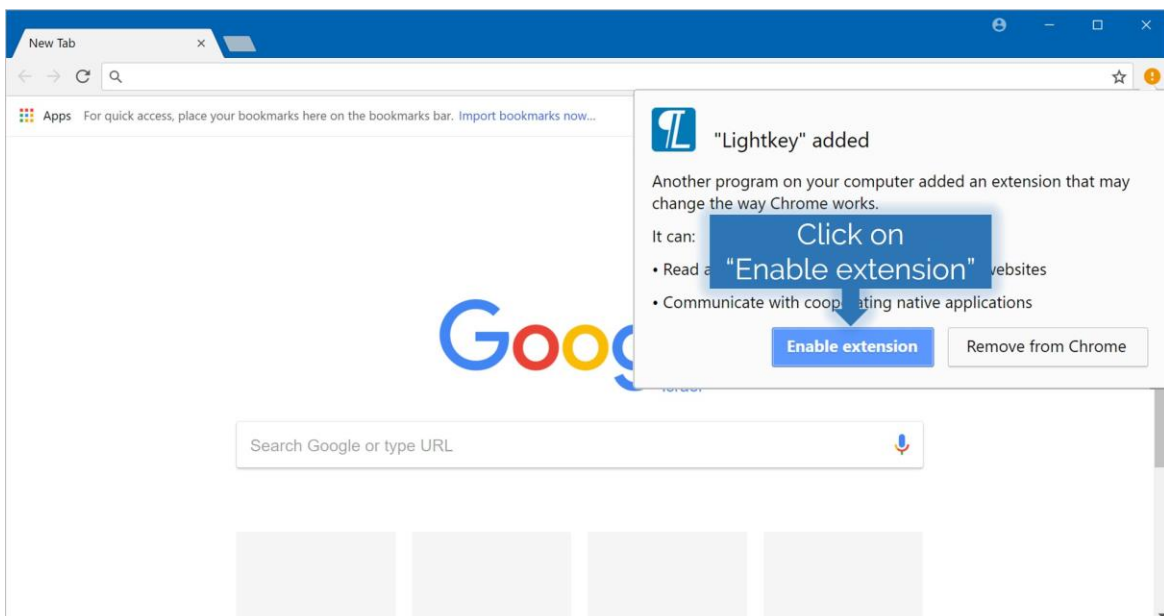 New Tab
Apps For quick access, place your bookmarks here on the bookmarks bar. Import bookmarks now...
"Lightkey" added
Another program on your computer added an extension that may
change the way Chrome works.
It can:
Click on
“Enable extension”
• Read
websites
• Communicate with cooperating native applications
Enable extension Remove from Chrome
Goo
Search Google or type URL